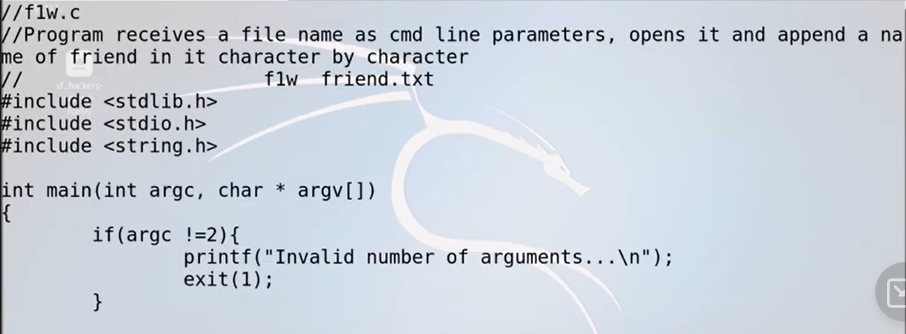 //f1w.c
//Program receives a file name as cmd line parameters, opens it and append a na
me of friend in it character by character
//                     f1w  friend.txt
#include <stdlib.h>
#include <stdio.h>
#include <string.h>
int main(int argc, char * argv[])
{
        if(argc !=2){
                printf("Invalid number of arguments...\n");
                exit(1);
        }